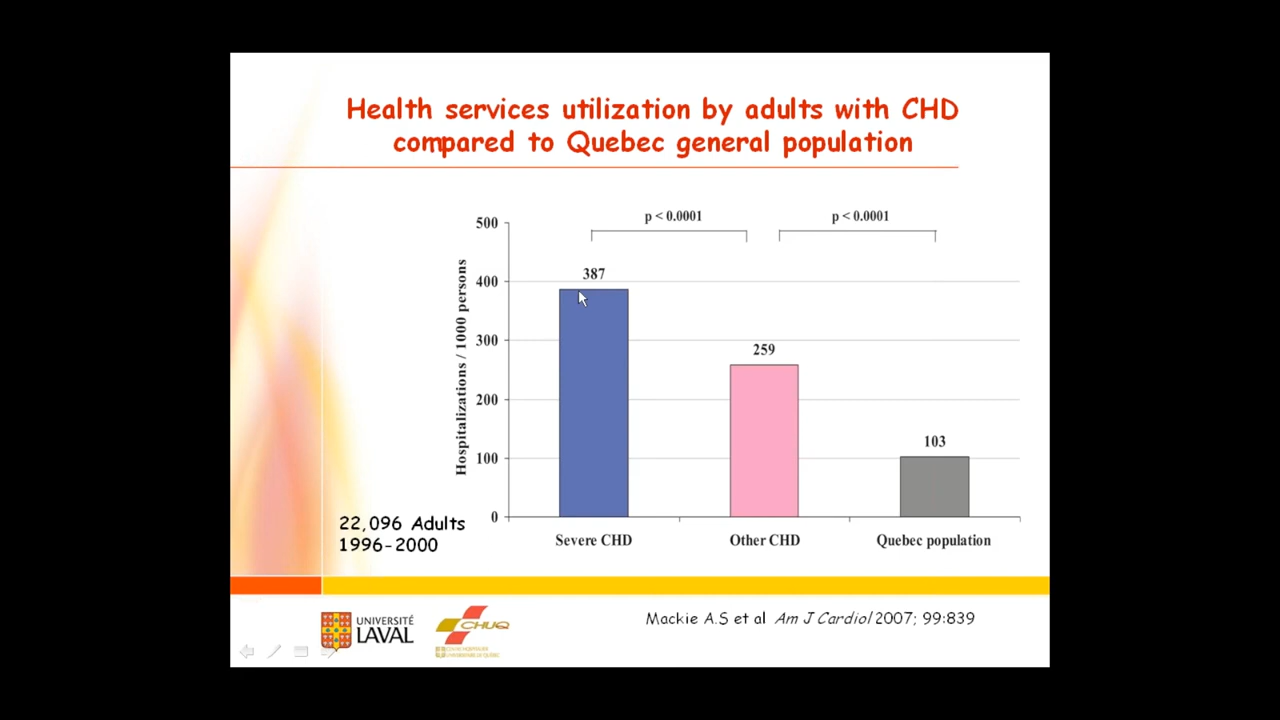 Health services utilization by adults with CHD
compared to Quebec general population
p < 0.0001
p < 0.0001
500
400
300
200
100
0
Hospitalizations / 1000 persons
387
259
103
Severe CHD
Other CHD
Quebec population
22,096 Adults
1996-2000
UNIVERSITÉ
LAVAL
CHUQ
Mackie A.S et al Am J Cardiol 2007; 99:839